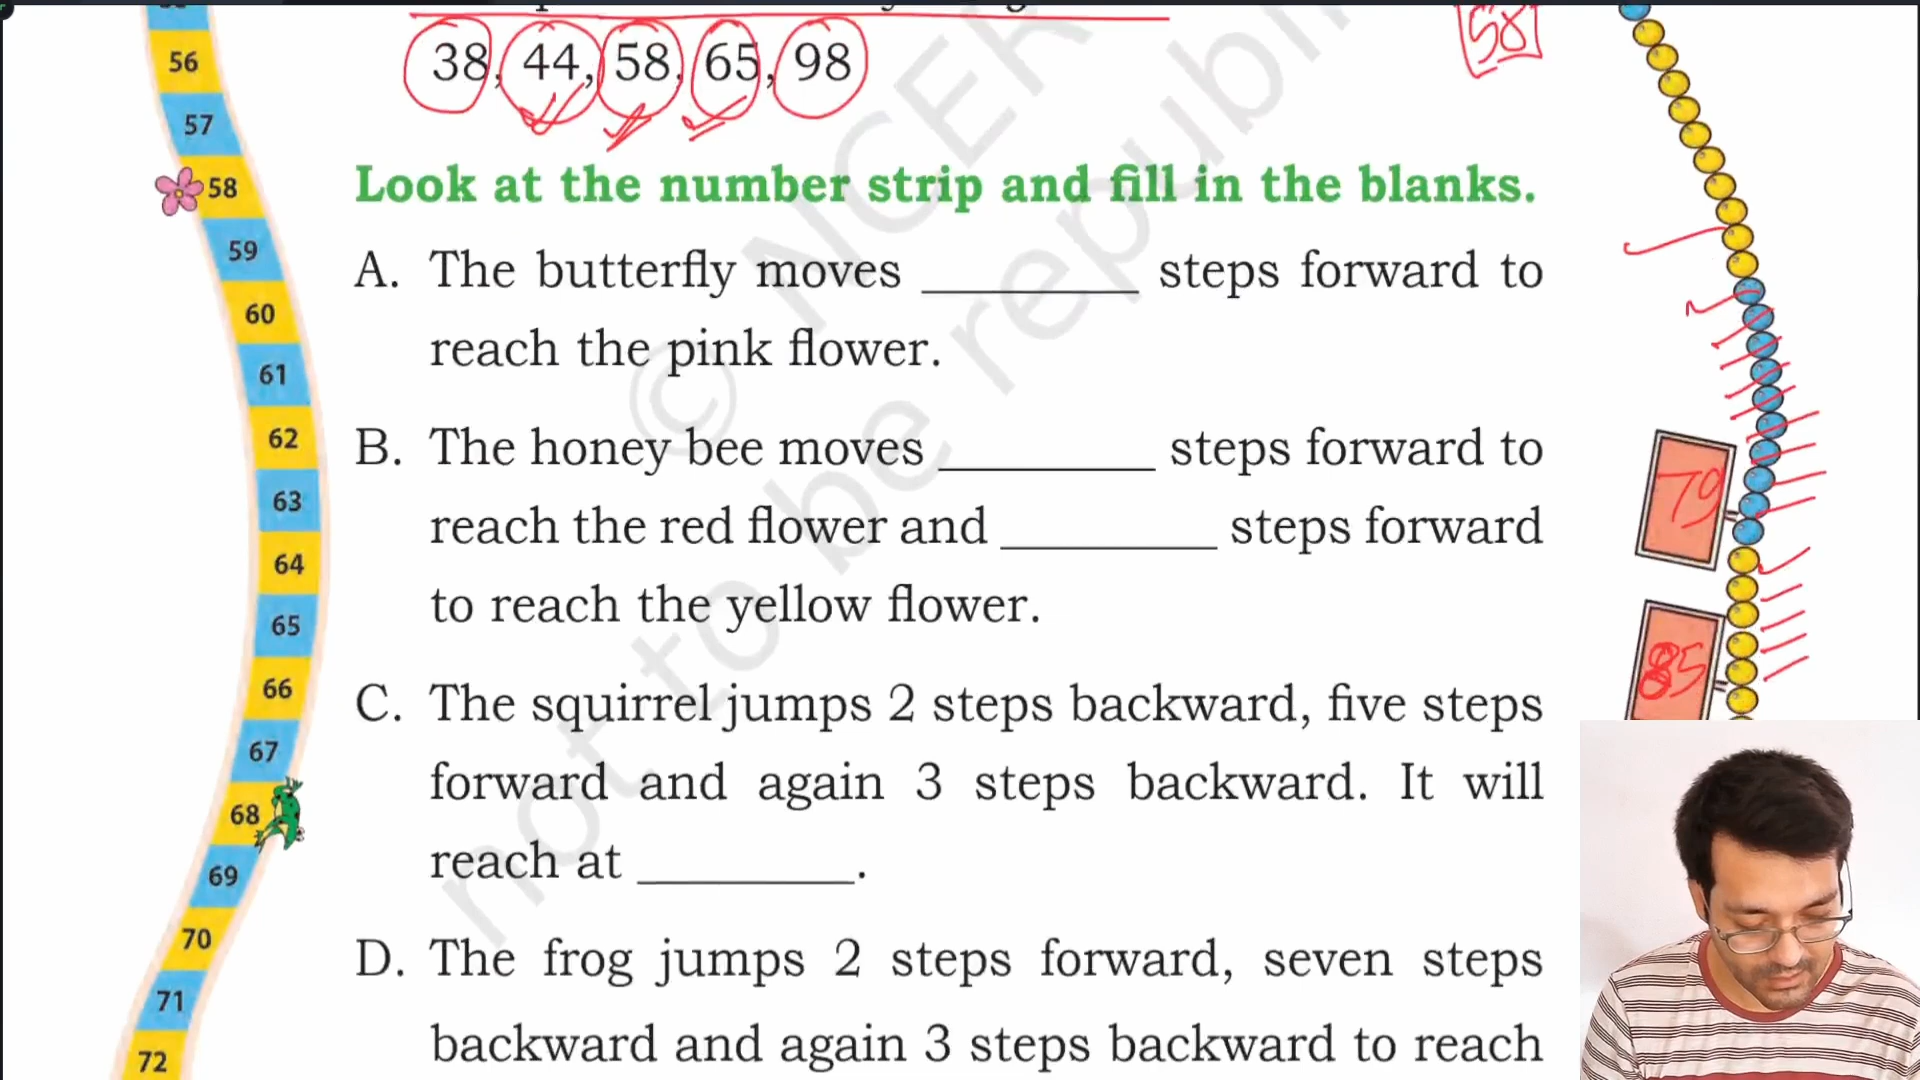 38, 44, 58, 65, 98
58
56
57
58
59
60
61
62
63
64
65
66
67
68
69
70
71
72
Look at the number strip and fill in the blanks.
A. The butterfly moves ________ steps forward to
reach the pink flower.
B. The honey bee moves ________ steps forward to
reach the red flower and ________ steps forward
to reach the yellow flower.
C. The squirrel jumps 2 steps backward, five steps
forward and again 3 steps backward. It will
reach at ________.
D. The frog jumps 2 steps forward, seven steps
backward and again 3 steps backward to reach
79
85
© NCER
not to be republi